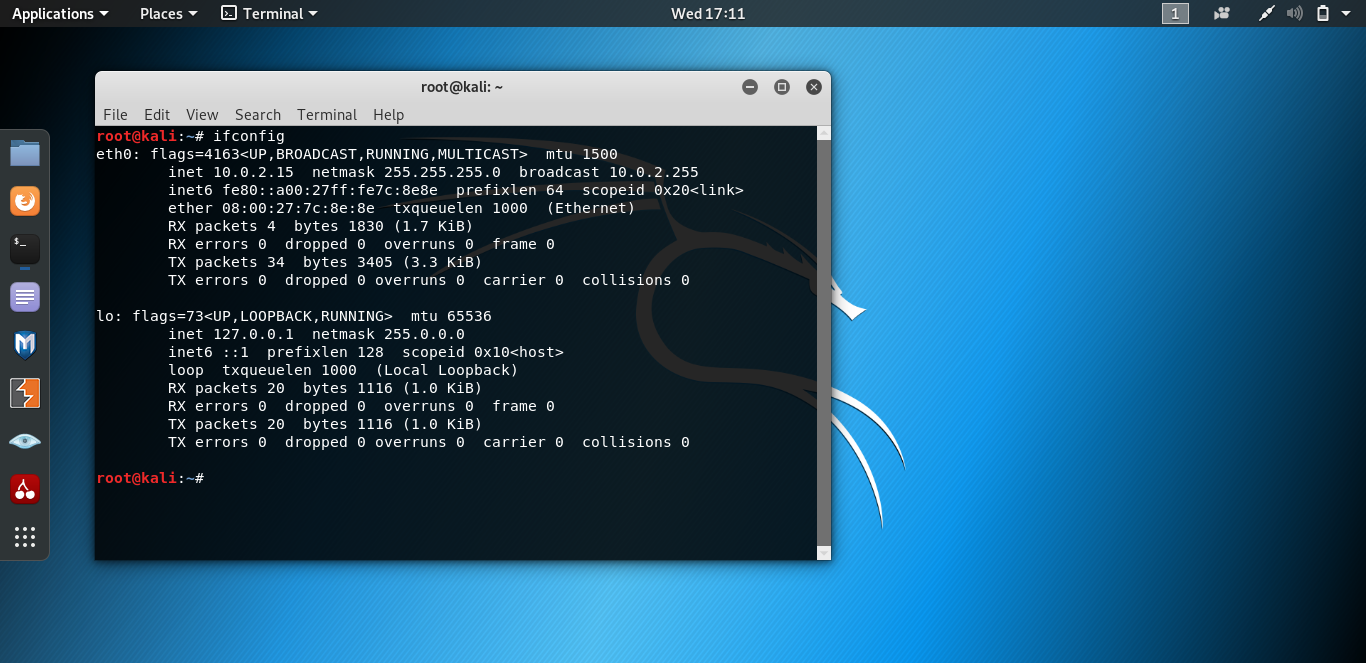 Applications Places Terminal Wed 17:11 1
root@kali: ~
File Edit View Search Terminal Help
root@kali:~# ifconfig
eth0: flags=4163<UP,BROADCAST,RUNNING,MULTICAST>  mtu 1500
        inet 10.0.2.15  netmask 255.255.255.0  broadcast 10.0.2.255
        inet6 fe80::a00:27ff:fe7c:8e8e  prefixlen 64  scopeid 0x20<link>
        ether 08:00:27:7c:8e:8e  txqueuelen 1000  (Ethernet)
        RX packets 4  bytes 1830 (1.7 KiB)
        RX errors 0  dropped 0  overruns 0  frame 0
        TX packets 34  bytes 3405 (3.3 KiB)
        TX errors 0  dropped 0 overruns 0  carrier 0  collisions 0

lo: flags=73<UP,LOOPBACK,RUNNING>  mtu 65536
        inet 127.0.0.1  netmask 255.0.0.0
        inet6 ::1  prefixlen 128  scopeid 0x10<host>
        loop  txqueuelen 1000  (Local Loopback)
        RX packets 20  bytes 1116 (1.0 KiB)
        RX errors 0  dropped 0  overruns 0  frame 0
        TX packets 20  bytes 1116 (1.0 KiB)
        TX errors 0  dropped 0 overruns 0  carrier 0  collisions 0

root@kali:~#
$_